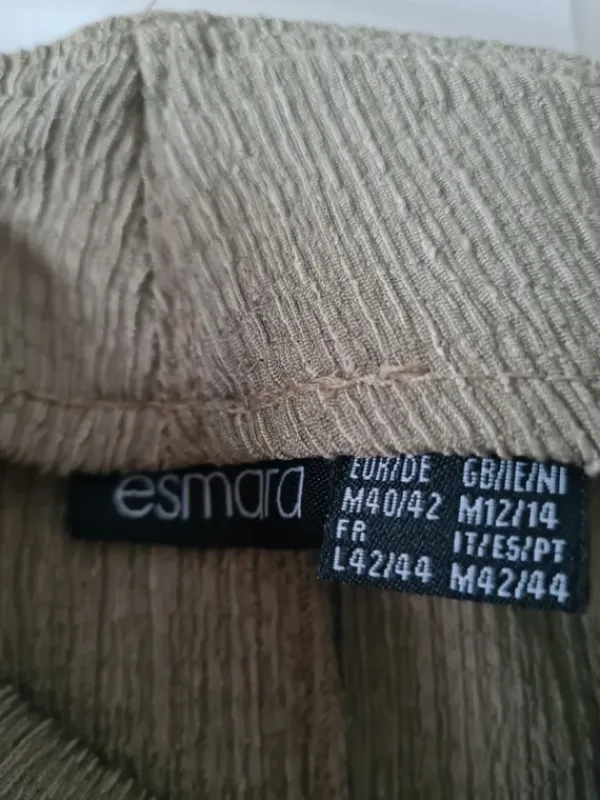 esmara
EUR/DE
M40/42
FR
L42/44
GB/IE/NI
M12/14
IT/ES/PT
M42/44